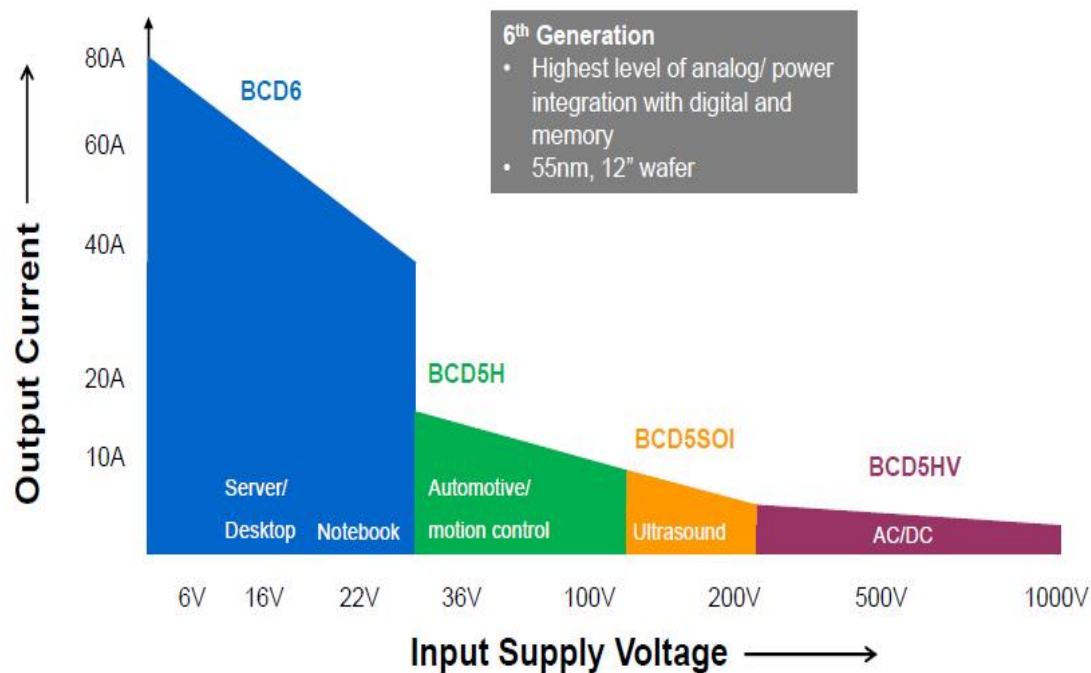 6th Generation
• Highest level of analog/ power
integration with digital and
memory
• 55nm, 12” wafer
80A
60A
40A
20A
10A
Output Current
BCD6
BCD5H
BCD5SOI
BCD5HV
Server/
Desktop
Notebook
Automotive/
motion control
Ultrasound
AC/DC
6V 16V 22V 36V 100V 200V 500V 1000V
Input Supply Voltage